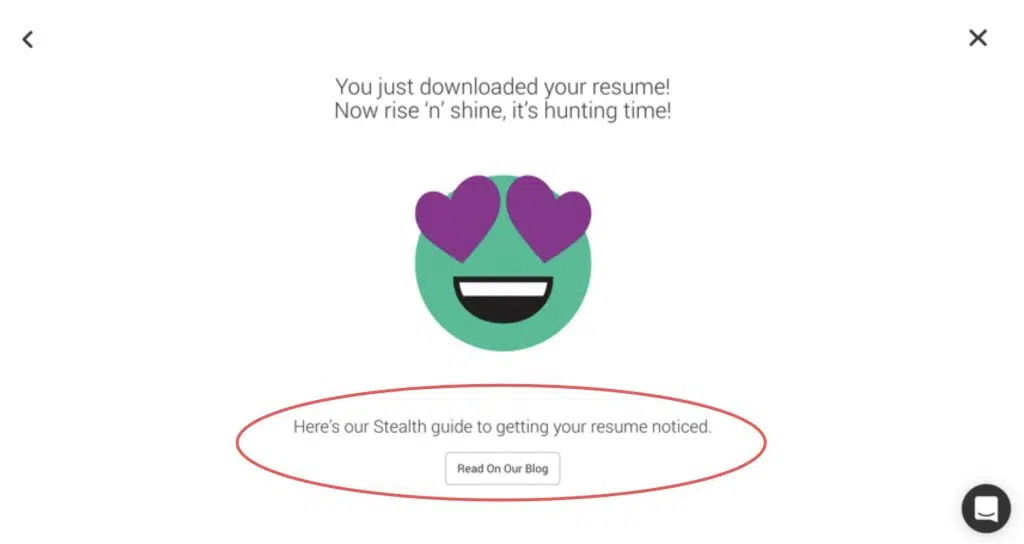 You just downloaded your resume!
Now rise ‘n’ shine, it’s hunting time!
Here’s our Stealth guide to getting your resume noticed.
Read On Our Blog